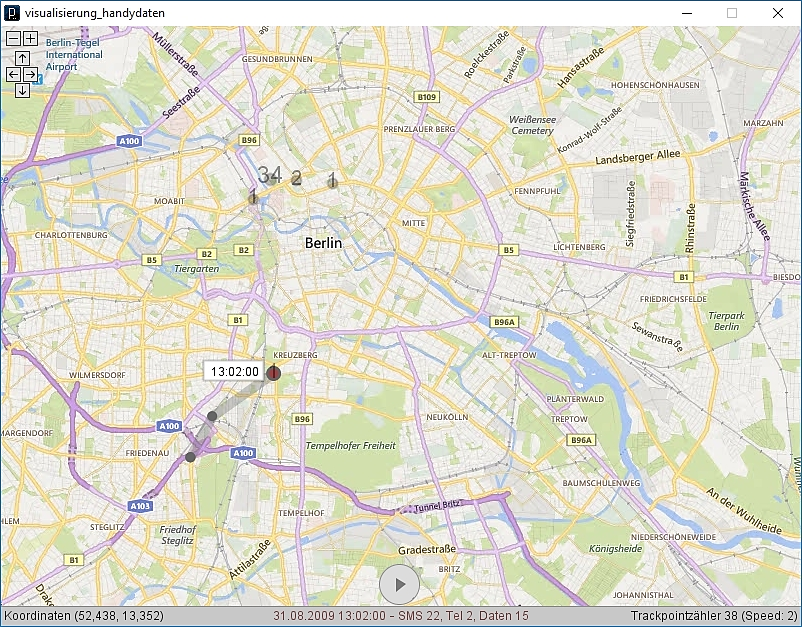 visualisierung_handydaten
Berlin-Tegel
International
Airport
Müllerstraße
GESUNDBRUNNEN
Roelckestraße
Parkstraße
Hansastraße
Seestraße
HOHENSCHÖNHAUSEN
B109
Weißensee
Cemetery
Konrad-Wolf-Straße
MARZAHN
A100
B96
PRENZLAUER BERG
Landsberger Allee
34
2
1
1
FENNPFUHL
Siegfriedstraße
Rhinstraße
Märkische Allee
MOABIT
MITTE
CHARLOTTENBURG
Berlin
LICHTENBERG
B2
B2
B5
B5
Tiergarten
B1
BIESDO
FRIEDRICHSFELDE
Tierpark
Berlin
B1
B96A
Sewanstraße
KREUZBERG
ALT-TREPTOW
13:02:00
WILMERSDORF
PLÄNTERWALD
TREPTOW
B96
NEUKÖLLN
A100
MARGENDORF
FRIEDENAU
A100
Tempelhofer Freiheit
B96A
BAUMSCHULENWEG
An der Wuhlheide
A103
TEMPELHOF
Tunnel Britz
HLEM
STEGLITZ
Friedhof
Steglitz
NIEDERSCHÖNEWEIDE
Königsheide
B1
Attilastraße
Gradestraße
BRITZ
Drake
JOHANNISTHAL
Koordinaten (52,438, 13,352)
31.08.2009 13:02:00 - SMS 22, Tel 2, Daten 15
Trackpointzähler 38 (Speed: 2)